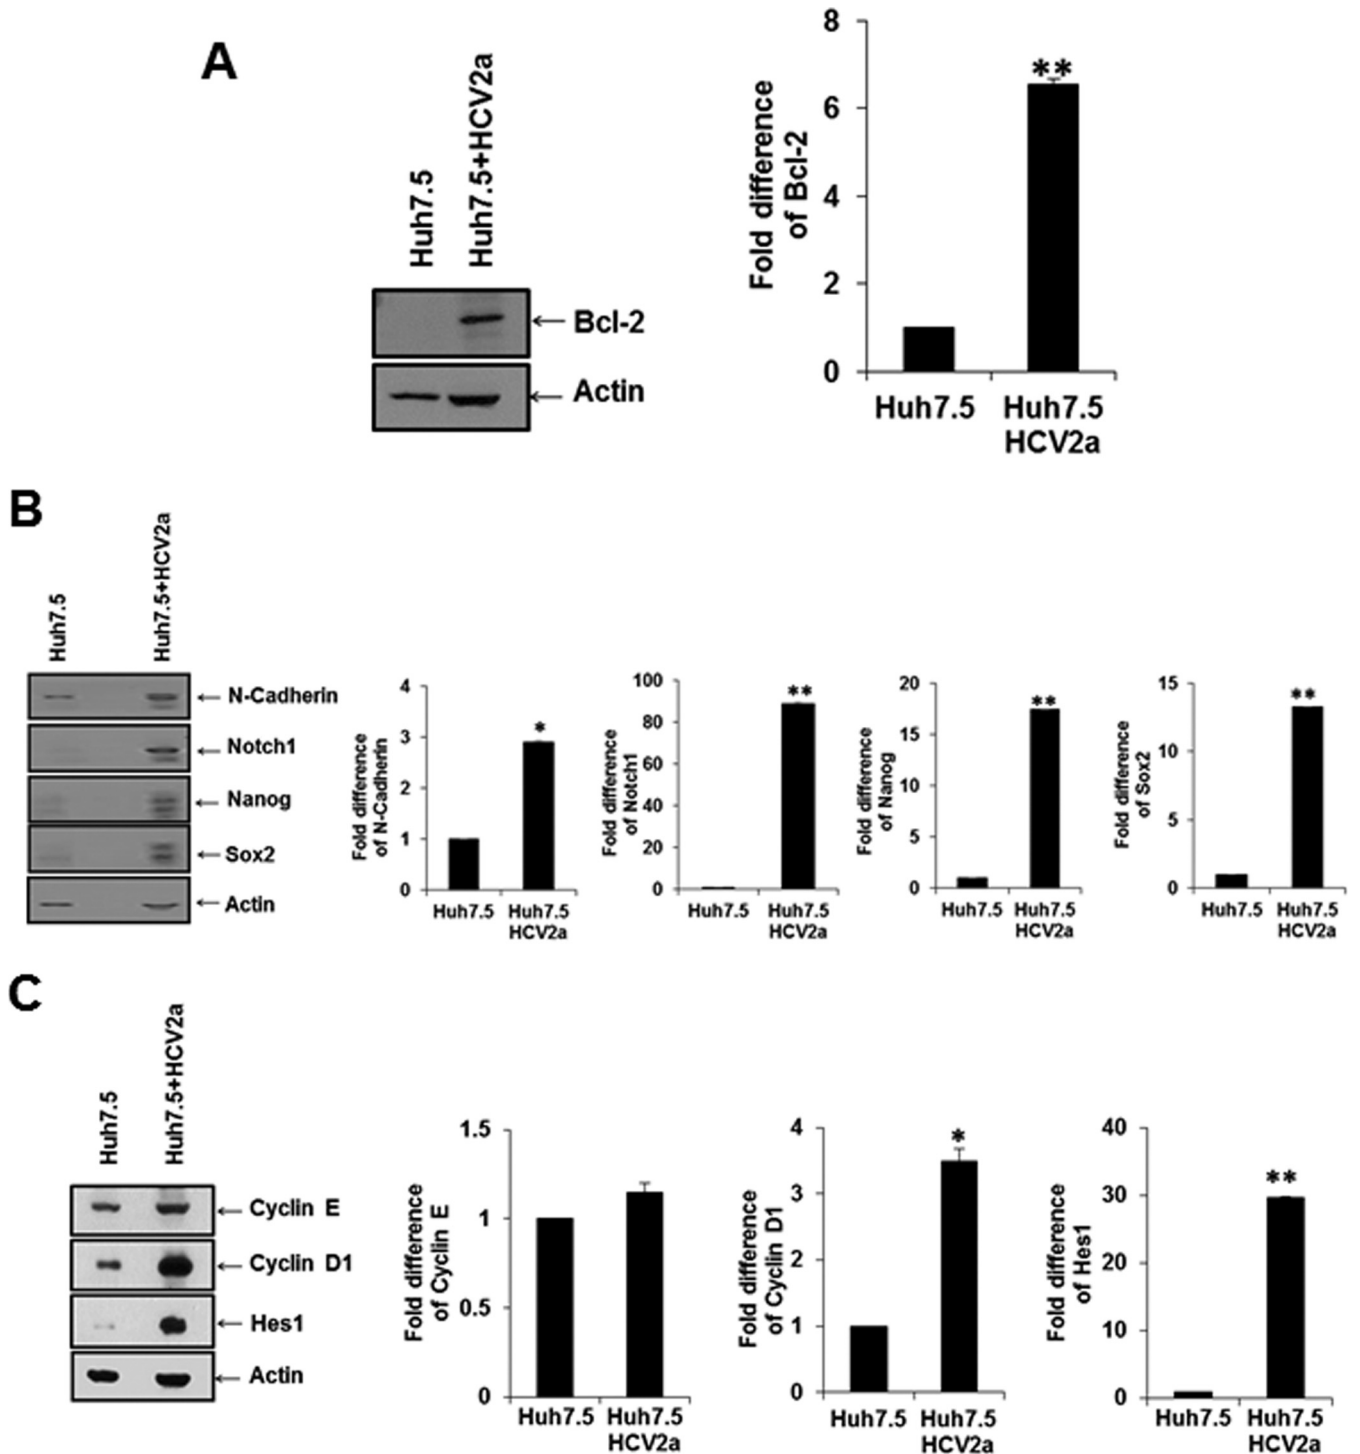 A
Huh7.5
Huh7.5+HCV2a
Bcl-2
Actin
Fold difference
of Bcl-2
8
6
4
2
0
**
Huh7.5
Huh7.5
HCV2a
B
Huh7.5
Huh7.5+HCV2a
N-Cadherin
Notch1
Nanog
Sox2
Actin
Fold difference
of N-Cadherin
4
3
2
1
0
*
Huh7.5
Huh7.5
HCV2a
Fold difference
of Notch1
100
80
60
40
20
0
**
Huh7.5
Huh7.5
HCV2a
Fold difference
of Nanog
20
15
10
5
0
**
Huh7.5
Huh7.5
HCV2a
Fold difference
of Sox2
15
10
5
0
**
Huh7.5
Huh7.5
HCV2a
C
Huh7.5
Huh7.5+HCV2a
Cyclin E
Cyclin D1
Hes1
Actin
Fold difference
of Cyclin E
1.5
1
0.5
0
Huh7.5
Huh7.5
HCV2a
Fold difference
of Cyclin D1
4
3
2
1
0
*
Huh7.5
Huh7.5
HCV2a
Fold difference
of Hes1
40
30
20
10
0
**
Huh7.5
Huh7.5
HCV2a